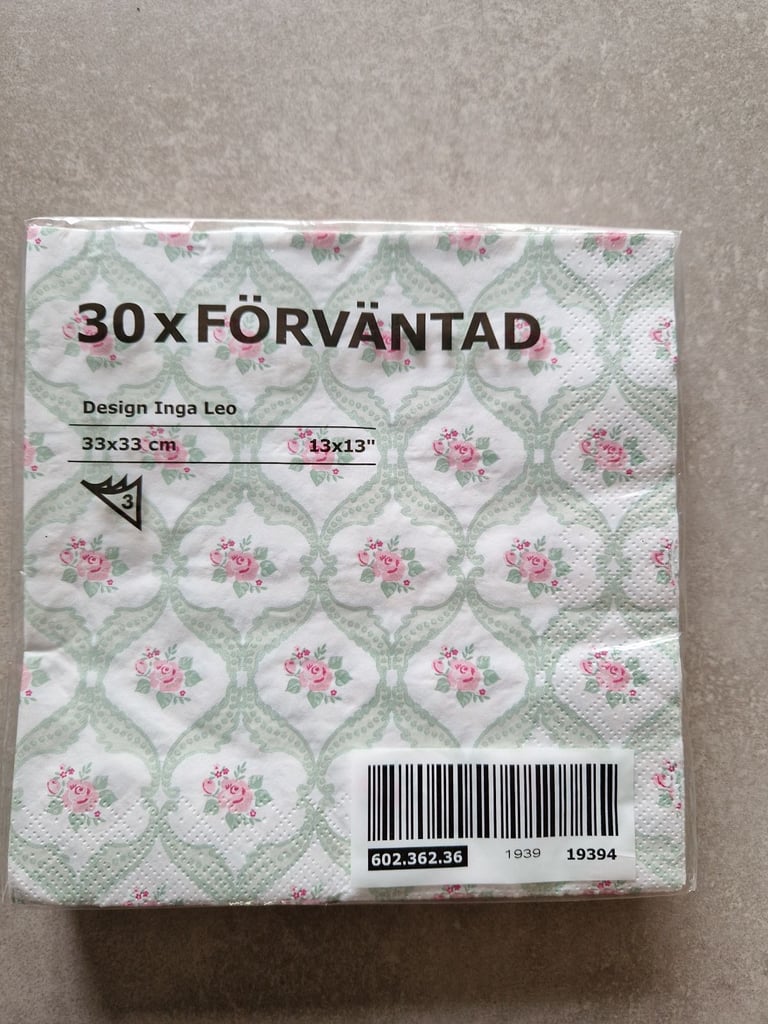 30 x FÖRVÄNTAD
Design Inga Leo
33x33 cm 13x13"
3
602.362.36 1939 19394